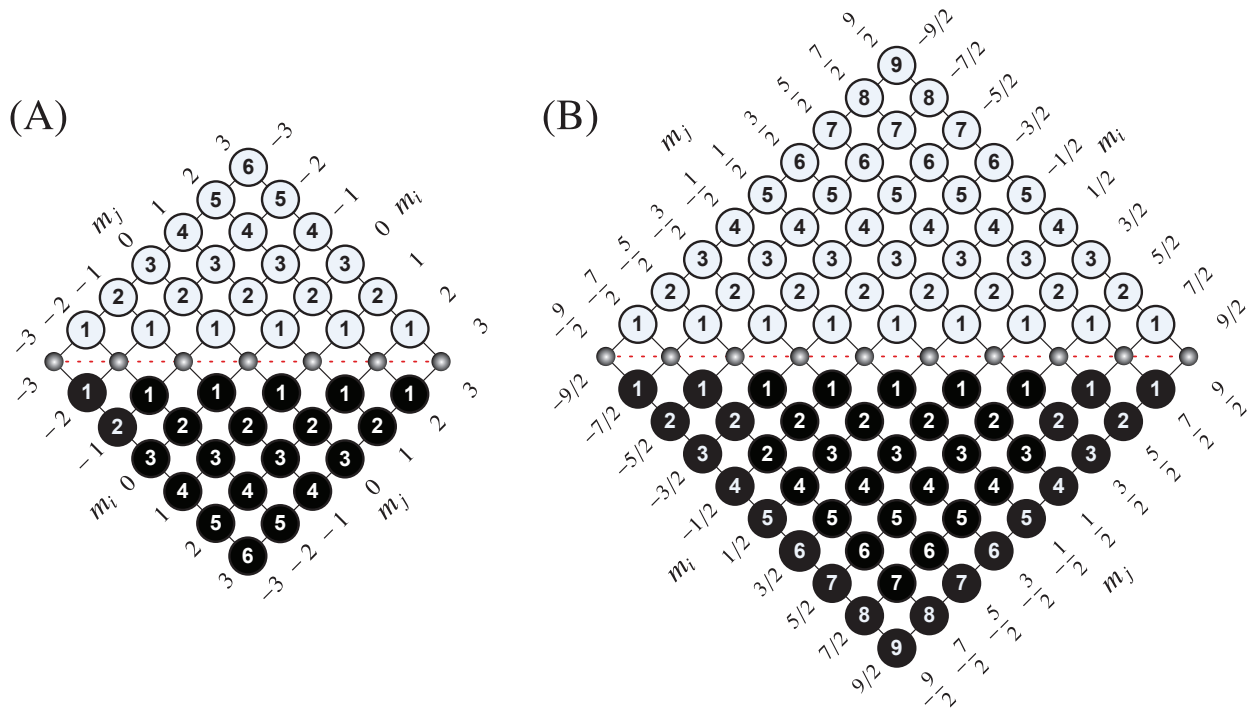 (A)
m_j
3 2 1 0 −1 −2 −3
−3 −2 −1 0 1 2 3
m_i
6
5 5
4 4 4
3 3 3 3
2 2 2 2 2
1 1 1 1 1 1
1 1 1 1 1 1
2 2 2 2 2
3 3 3 3
4 4 4
5 5
6
−3 −2 −1 0 1 2 3
m_i
3 2 1 0 −1 −2 −3
m_j
(B)
m_j
9/2 7/2 5/2 3/2 1/2 −1/2 −3/2 −5/2 −7/2 −9/2
−9/2 −7/2 −5/2 −3/2 −1/2 1/2 3/2 5/2 7/2 9/2
m_i
9
8 8
7 7 7
6 6 6 6
5 5 5 5 5
4 4 4 4 4 4
3 3 3 3 3 3 3
2 2 2 2 2 2 2 2
1 1 1 1 1 1 1 1 1
1 1 1 1 1 1 1 1 1
2 2 2 2 2 2 2 2
3 2 3 3 3 3 3
4 4 4 4 4 4
5 5 5 5 5
6 6 6 6
7 7 7
8 8
9
−9/2 −7/2 −5/2 −3/2 −1/2 1/2 3/2 5/2 7/2 9/2
m_i
9/2 7/2 5/2 3/2 1/2 −1/2 −3/2 −5/2 −7/2 −9/2
m_j